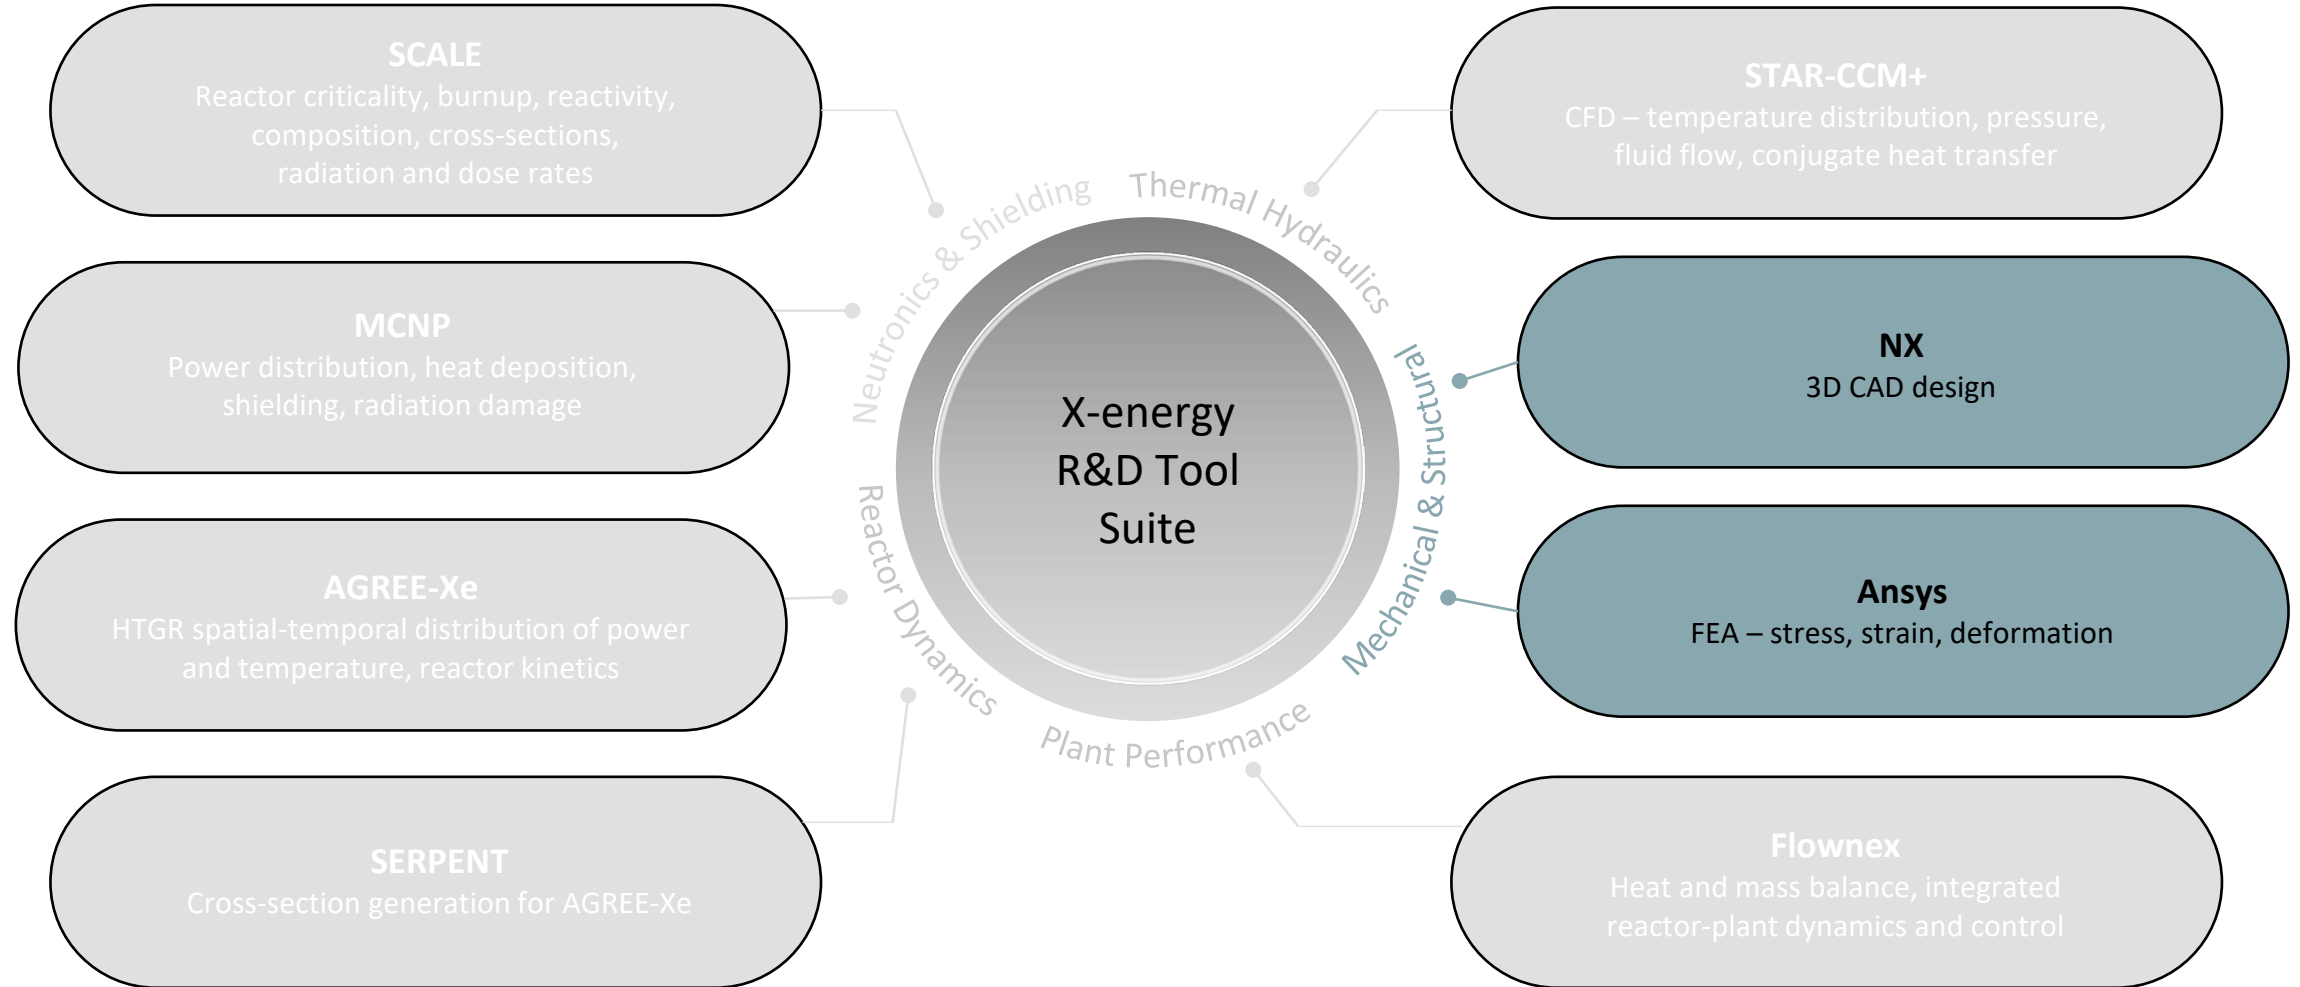 SCALE
Reactor criticality, burnup, reactivity,
composition, cross-sections,
radiation and dose rates
MCNP
Power distribution, heat deposition,
shielding, radiation damage
AGREE-Xe
HTGR spatial-temporal distribution of power
and temperature, reactor kinetics
SERPENT
Cross-section generation for AGREE-Xe
Neutronics & Shielding
Thermal Hydraulics
Mechanical & Structural
Reactor Dynamics
Plant Performance
X-energy
R&D Tool
Suite
STAR-CCM+
CFD – temperature distribution, pressure,
fluid flow, conjugate heat transfer
NX
3D CAD design
Ansys
FEA – stress, strain, deformation
Flownex
Heat and mass balance, integrated
reactor-plant dynamics and control